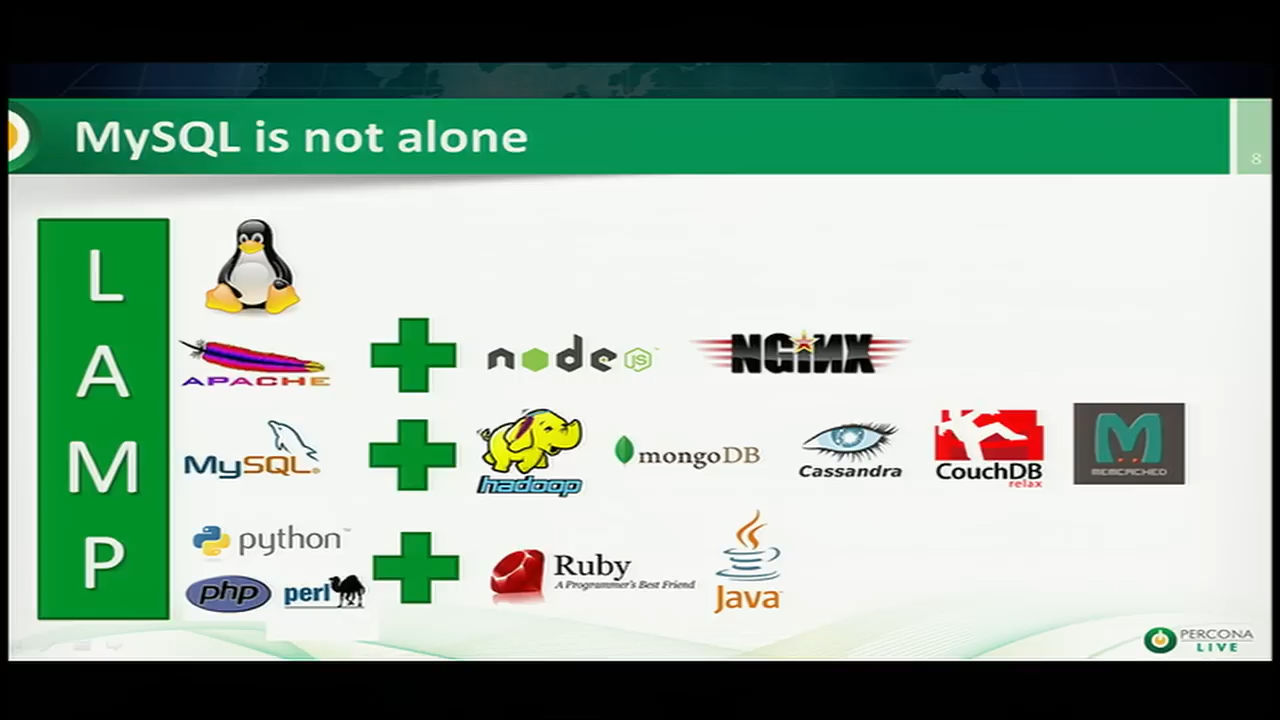 MySQL is not alone
8
L
A
M
P
APACHE
node JS
NGINX
MySQL
hadoop
mongoDB
Cassandra
CouchDB
relax
MEMCACHED
python
php
perl
Ruby
A Programmer's Best Friend
Java
PERCONA
LIVE